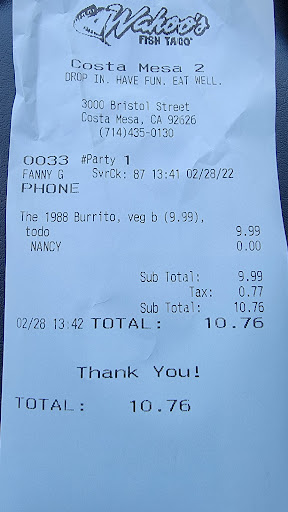 Wahoo's
FISH TACO
Costa Mesa 2
DROP IN. HAVE FUN. EAT WELL.
3000 Bristol Street
Costa Mesa, CA 92626
(714)435-0130
0033 #Party 1
FANNY G SvrCk: 87 13:41 02/28/22
PHONE
The 1988 Burrito, veg b (9.99),
todo 9.99
NANCY 0.00
Sub Total: 9.99
Tax: 0.77
Sub Total: 10.76
02/28 13:42 TOTAL: 10.76
Thank You!
TOTAL: 10.76